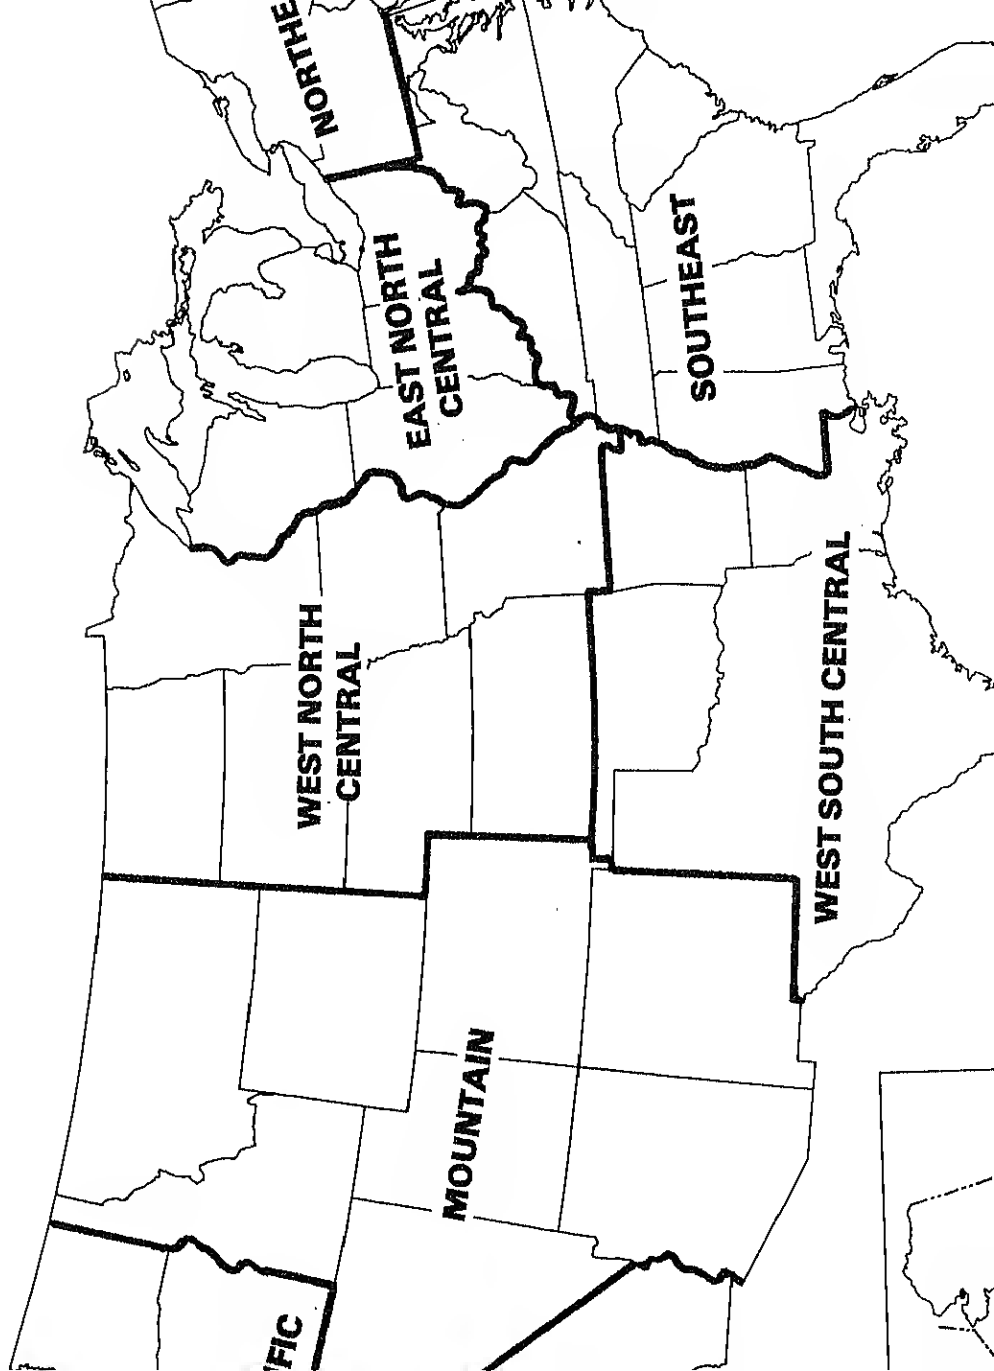 NORTHE
EAST NORTH
CENTRAL
SOUTHEAST
WEST NORTH
CENTRAL
WEST SOUTH CENTRAL
MOUNTAIN
FIC